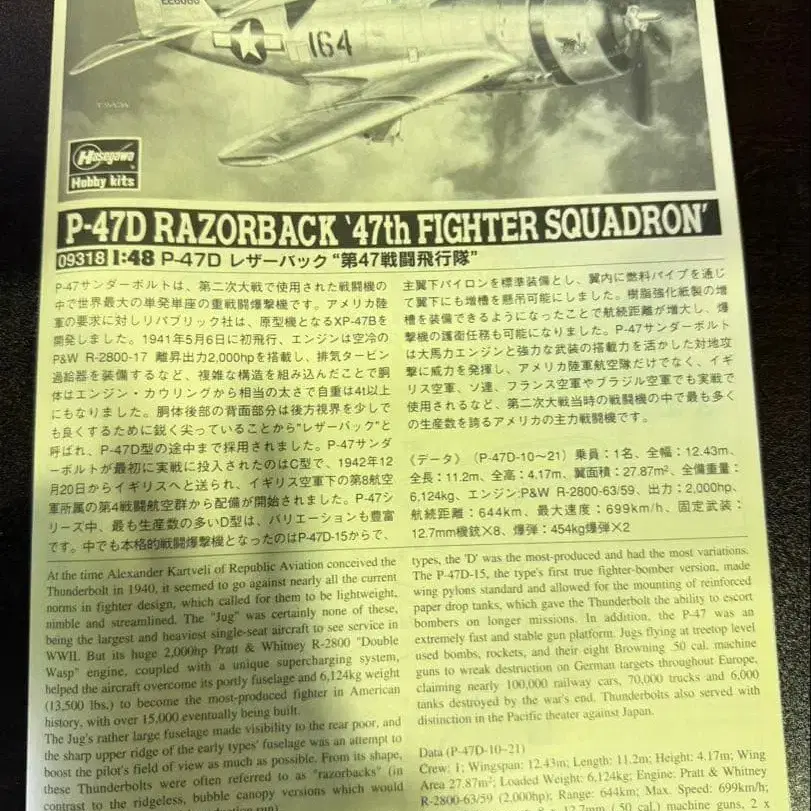 164
Hasegawa
Hobby kits
P-47D RAZORBACK '47th FIGHTER SQUADRON'
09318 1:48 P-47D レザーバック “第47戦闘飛行隊”
P-47サンダーボルトは、第二次大戦で使用された戦闘機の
中で世界最大の単発単座の重戦闘爆撃機です。アメリカ陸
軍の要求に対しリパブリック社は、原型機となるXP-47Bを
開発しました。1941年5月6日に初飛行、エンジンは空冷の
P&W R-2800-17 離昇出力2,000hpを搭載し、排気タービン
過給器を装備するなど、複雑な構造を組み込んだことで胴
体はエンジン・カウリングから相当の太さで自重は4t以上
にもなりました。胴体後部の背面部分は後方視界を少しで
も良くするために鋭く尖っていることから"レザーバック"と
呼ばれ、P-47D型の途中まで採用されました。P-47サンダ
ーボルトが最初に実戦に投入されたのはC型で、1942年12
月20日からイギリスへと送られ、イギリス空軍下の第8航空
軍所属の第4戦闘航空群から配備が開始されました。P-47シ
リーズ中、最も生産数の多いD型は、バリエーションも豊富
です。中でも本格的戦闘爆撃機となったのはP-47D-15からで、
主翼下パイロンを標準装備とし、翼内に燃料パイプを通じ
て翼下にも増槽を懸吊可能にしました。樹脂強化紙製の増
槽を装備できるようになったことで航続距離が増大し、爆
撃機の護衛任務も可能になりました。P-47サンダーボルト
は大馬力エンジンと強力な武装の搭載力を活かした対地攻
撃に威力を発揮し、アメリカ陸軍航空隊だけでなく、イギ
リス空軍、ソ連、フランス空軍やブラジル空軍でも実戦で
使用されるなど、第二次大戦当時の戦闘機の中で最も多く
の生産数を誇るアメリカの主力戦闘機です。
《データ》（P-47D-10〜21）乗員：1名、全幅：12.43m、
全長：11.2m、全高：4.17m、翼面積：27.87m²、全備重量：
6,124kg、エンジン:P&W R-2800-63/59、出力：2,000hp、
航続距離：644km、最大速度：699km/h、固定武装：
12.7mm機銃×8、爆弾：454kg爆弾×2
At the time Alexander Kartveli of Republic Aviation conceived the
Thunderbolt in 1940, it seemed to go against nearly all the current
norms in fighter design, which called for them to be lightweight,
nimble and streamlined. The "Jug" was certainly none of these,
being the largest and heaviest single-seat aircraft to see service in
WWII. But its huge 2,000hp Pratt & Whitney R-2800 "Double
Wasp" engine, coupled with a unique supercharging system,
helped the aircraft overcome its portly fuselage and 6,124kg weight
(13,500 lbs.) to become the most-produced fighter in American
history, with over 15,000 eventually being built.
The Jug's rather large fuselage made visibility to the rear poor, and
the sharp upper ridge of the early types' fuselage was an attempt to
boost the pilot's field of view as much as possible. From its shape,
these Thunderbolts were often referred to as "razorbacks" (in
contrast to the ridgeless, bubble canopy versions which would
types, the 'D' was the most-produced and had the most variations.
The P-47D-15, the type's first true fighter-bomber version, made
wing pylons standard and allowed for the mounting of reinforced
paper drop tanks, which gave the Thunderbolt the ability to escort
bombers on longer missions. In addition, the P-47 was an
extremely fast and stable gun platform. Jugs flying at treetop level
used bombs, rockets, and their eight Browning .50 cal. machine
guns to wreak destruction on German targets throughout Europe,
claiming nearly 100,000 railway cars, 70,000 trucks and 6,000
tanks destroyed by the war's end. Thunderbolts also served with
distinction in the Pacific theater against Japan.
Data (P-47D-10~21)
Crew: 1; Wingspan: 12.43m; Length: 11.2m; Height: 4.17m; Wing
Area 27.87m²; Loaded Weight: 6,124kg; Engine: Pratt & Whitney
R-2800-63/59 (2,000hp); Range: 644km; Max. Speed: 699km/h;
12.7mm (.50 cal) machine guns, 2 x